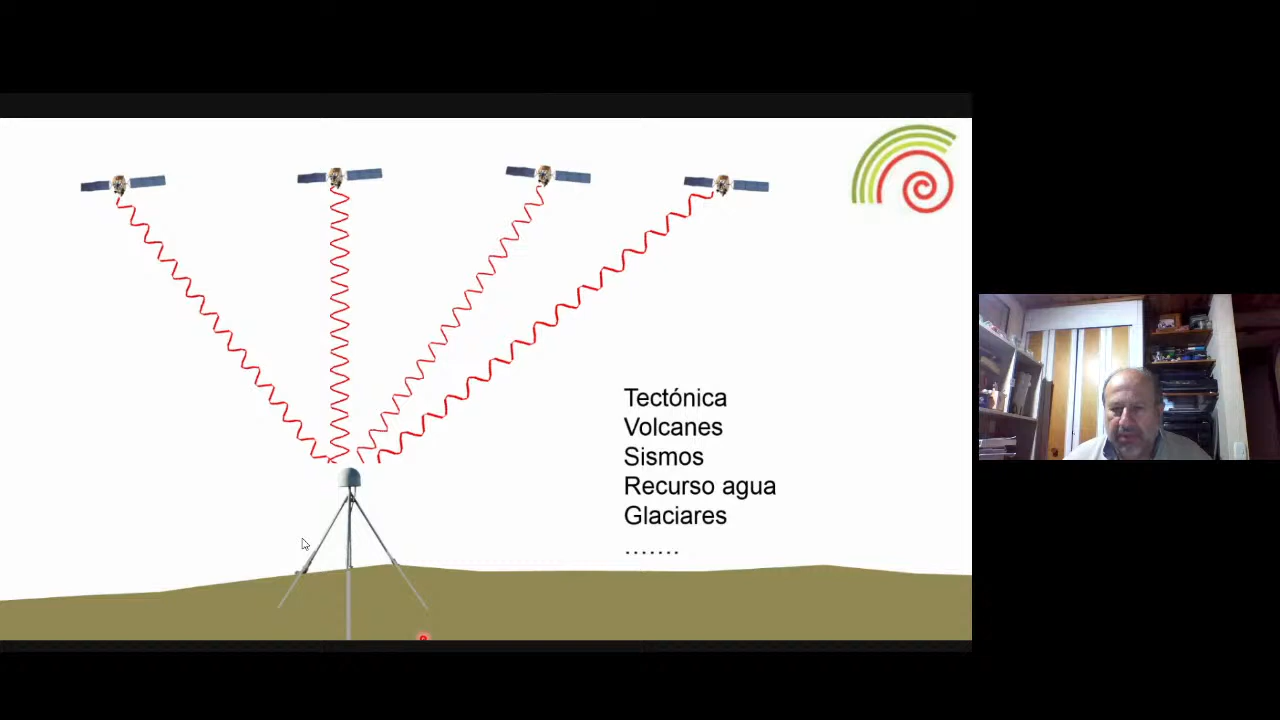 Tectónica
Volcanes
Sismos
Recurso agua
Glaciares
.......